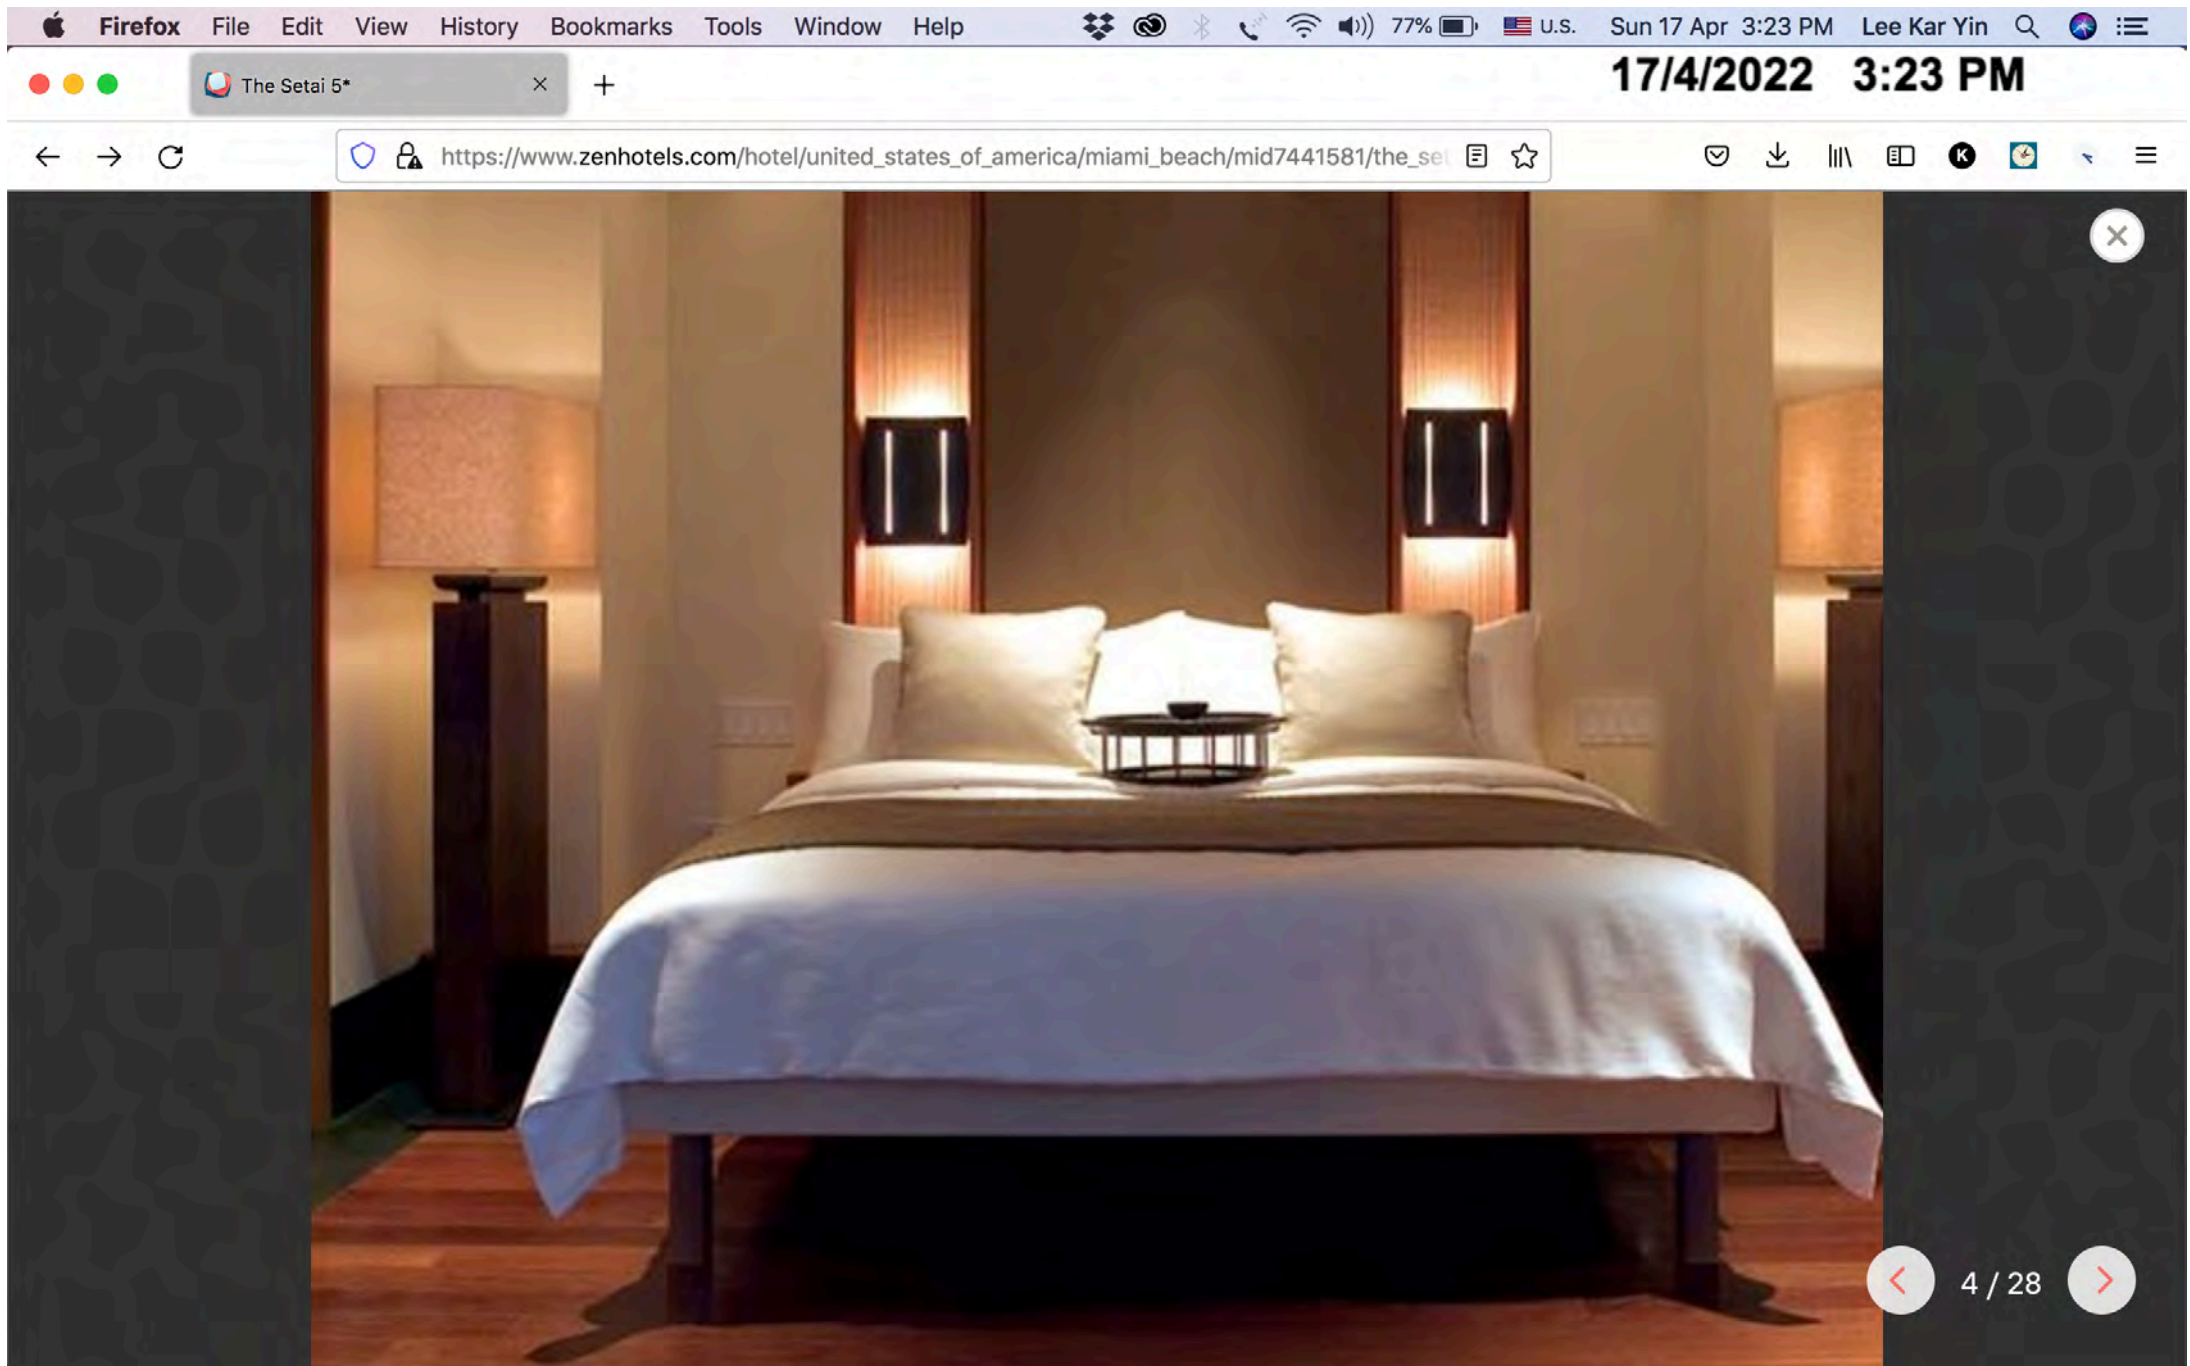 Firefox File Edit View History Bookmarks Tools Window Help 77% U.S. Sun 17 Apr 3:23 PM Lee Kar Yin
The Setai 5*
17/4/2022 3:23 PM
https://www.zenhotels.com/hotel/united_states_of_america/miami_beach/mid7441581/the_set
K
4 / 28